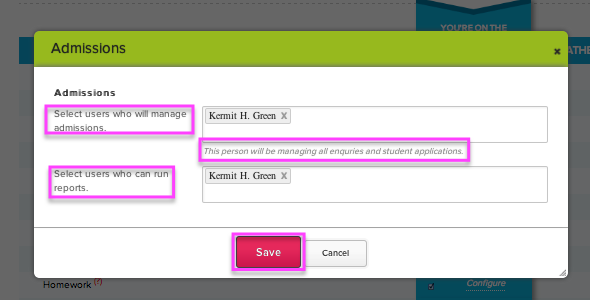 YOU'RE ON THE
Admissions
×
ATHE
Admissions
Select users who will manage
admissions.
Kermit H. Green X
This person will be managing all enquries and student applications.
Select users who can run
reports.
Kermit H. Green X
Save
Cancel
Homework (?)
Configure